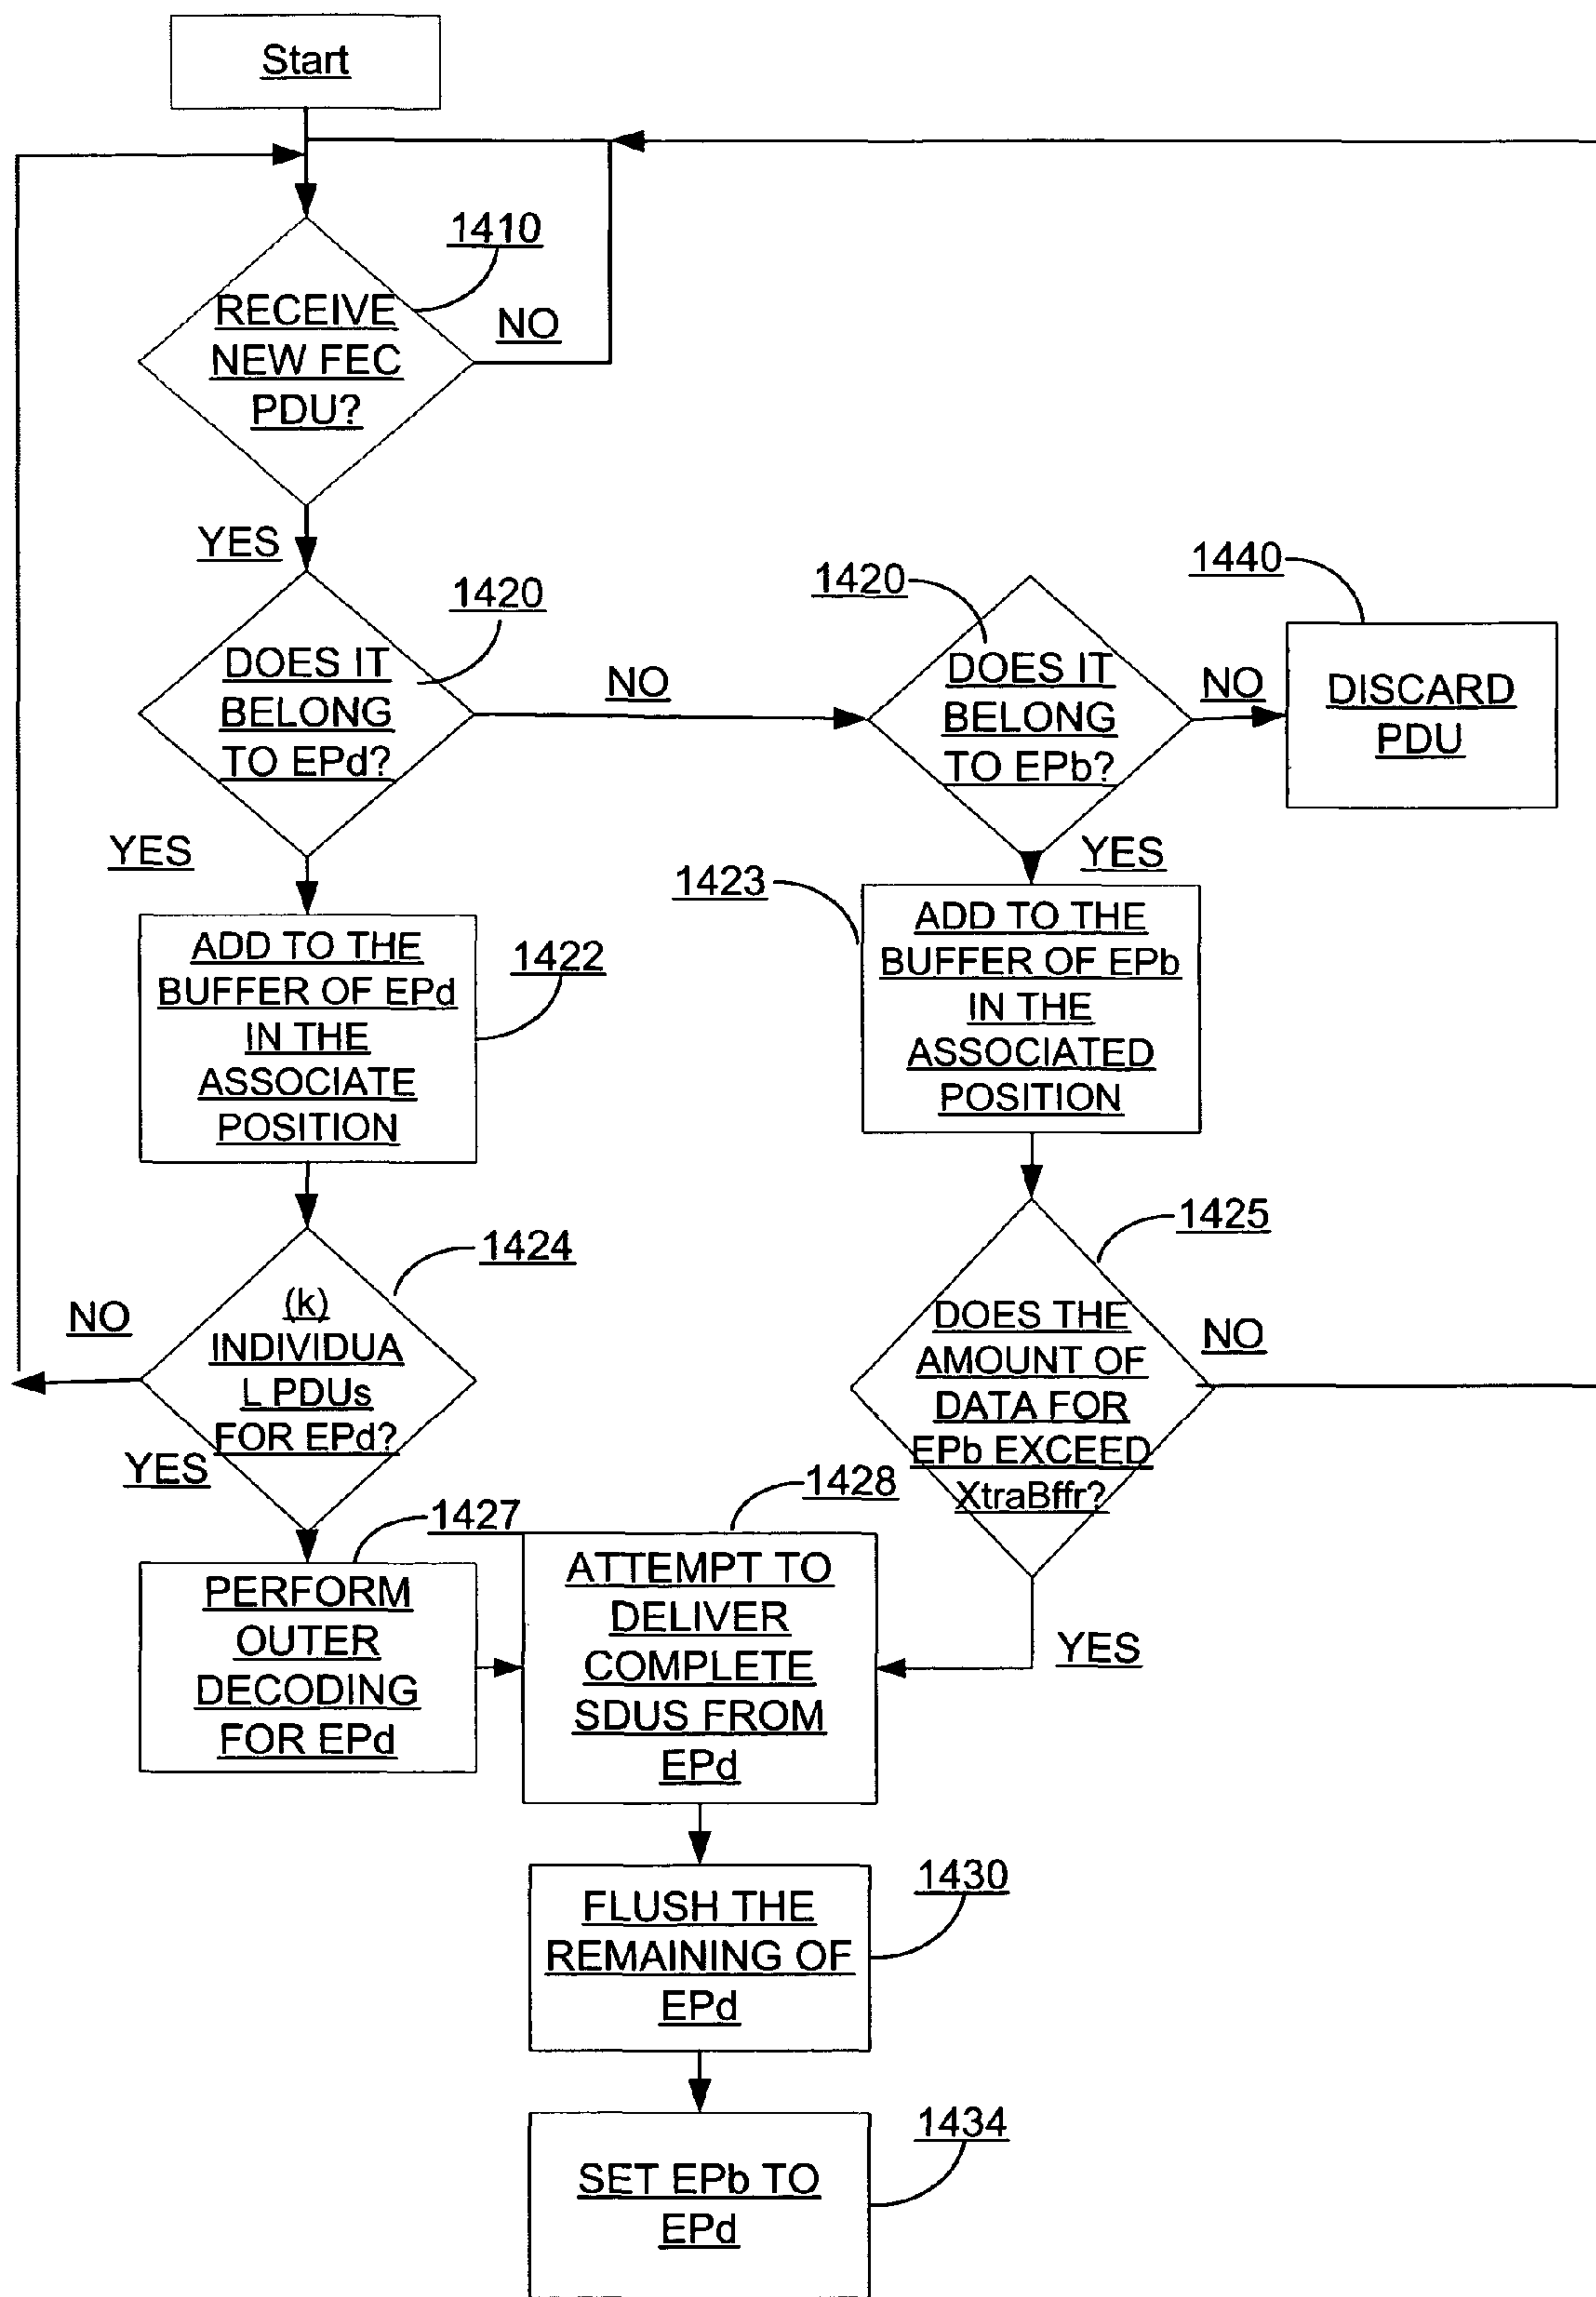 Start
1410
RECEIVE
NEW FEC
PDU?
NO
YES
1420
DOES IT
BELONG
TO EPd?
NO
1420
DOES IT
BELONG
TO EPb?
NO
1440
DISCARD
PDU
YES
1422
ADD TO THE
BUFFER OF EPd
IN THE
ASSOCIATE
POSITION
YES
1423
ADD TO THE
BUFFER OF EPb
IN THE
ASSOCIATED
POSITION
1424
(k)
INDIVIDUA
L PDUs
FOR EPd?
NO
YES
1425
DOES THE
AMOUNT OF
DATA FOR
EPb EXCEED
XtraBffr?
NO
YES
1427
PERFORM
OUTER
DECODING
FOR EPd
1428
ATTEMPT TO
DELIVER
COMPLETE
SDUS FROM
EPd
1430
FLUSH THE
REMAINING OF
EPd
1434
SET EPb TO
EPd